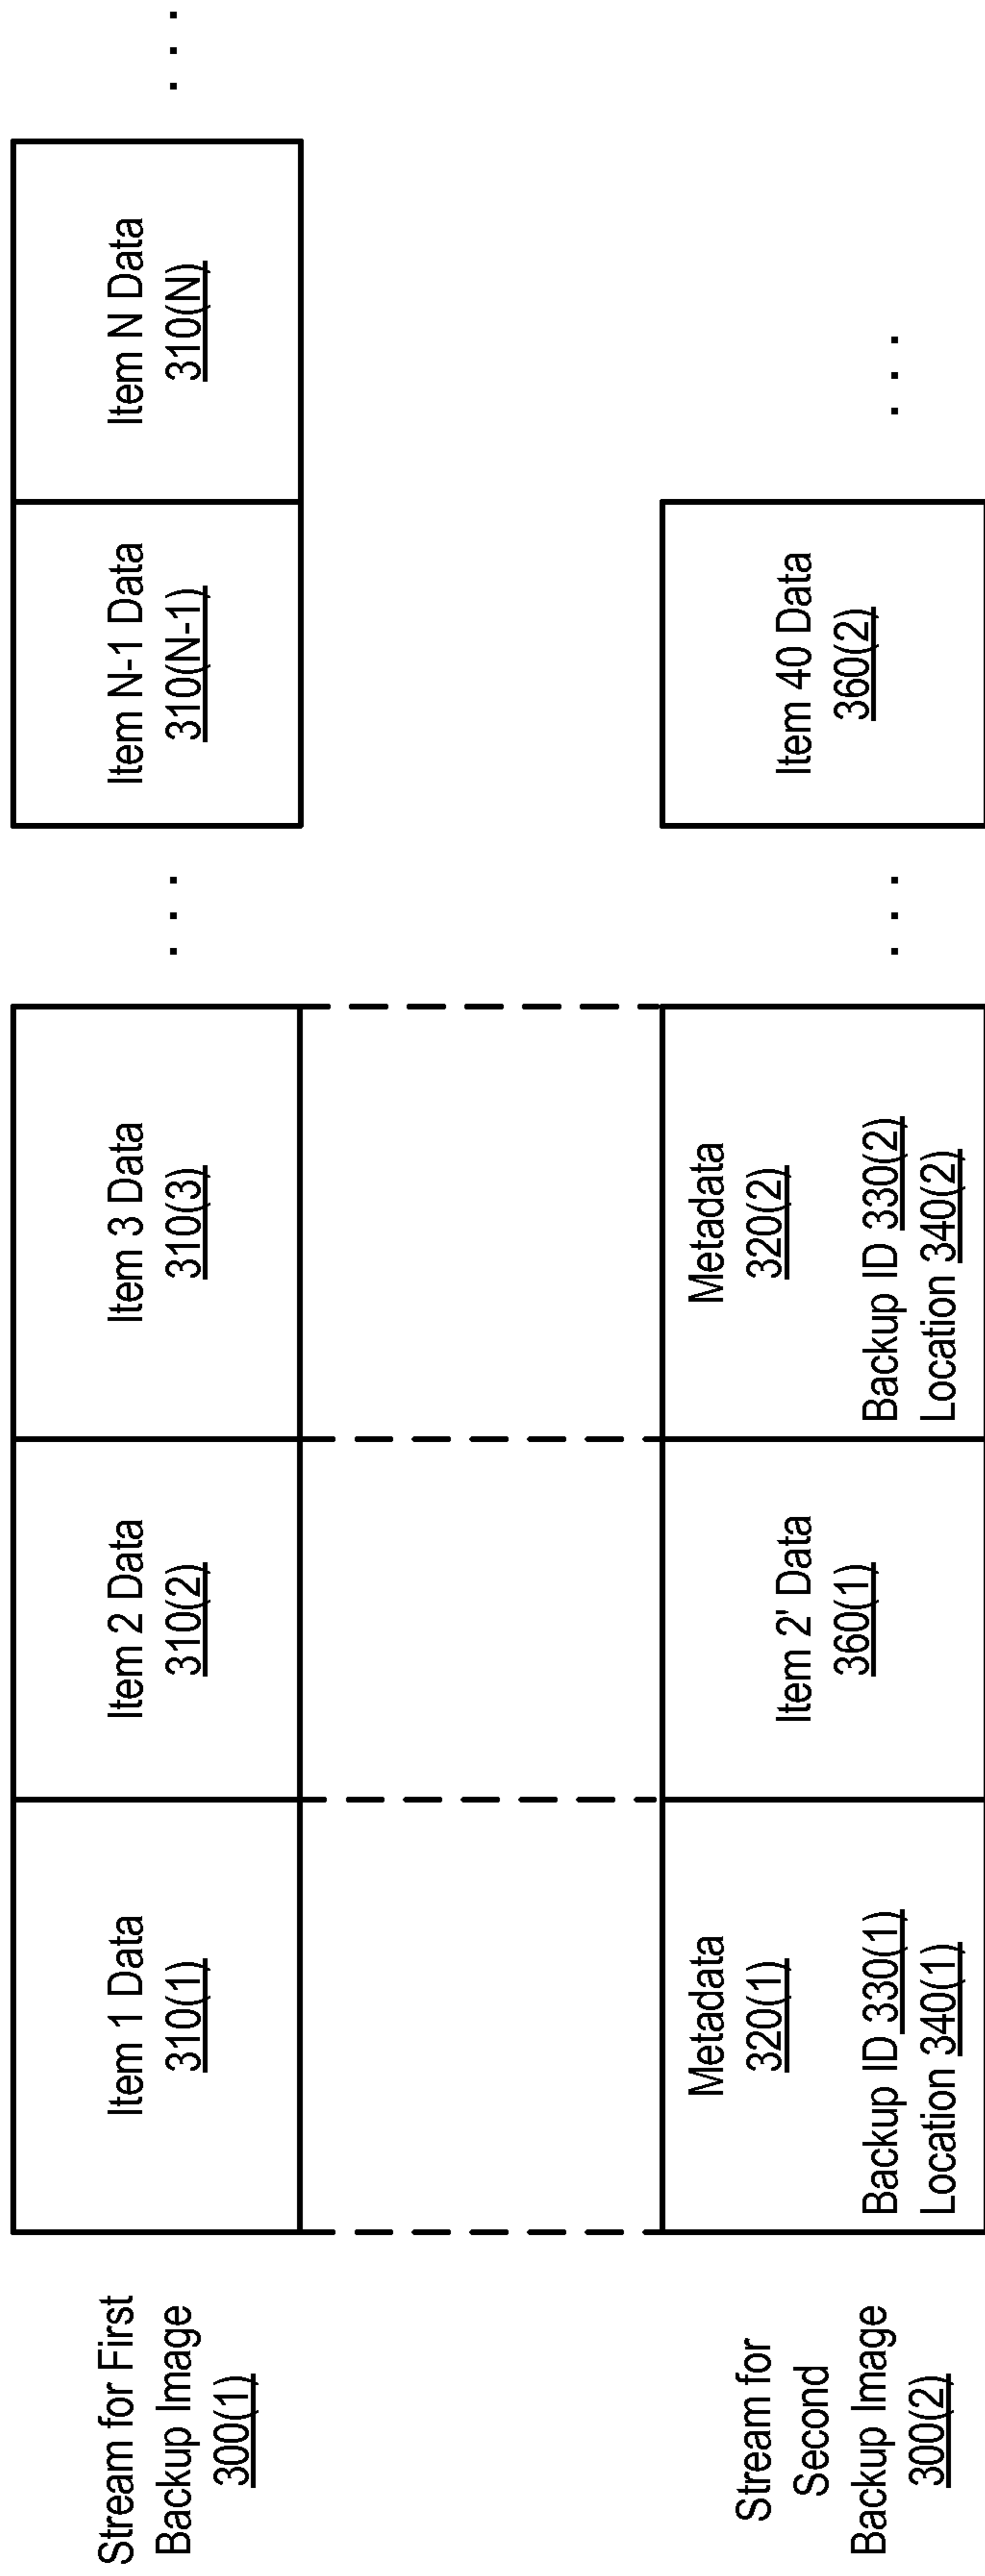 Stream for First
Backup Image
300(1)
Item 1 Data
310(1)
Item 2 Data
310(2)
Item 3 Data
310(3)
. . .
Item N-1 Data
310(N-1)
Item N Data
310(N)
. . .
Stream for
Second
Backup Image
300(2)
Metadata
320(1)
Backup ID 330(1)
Location 340(1)
Item 2' Data
360(1)
Metadata
320(2)
Backup ID 330(2)
Location 340(2)
. . .
Item 40 Data
360(2)
. . .